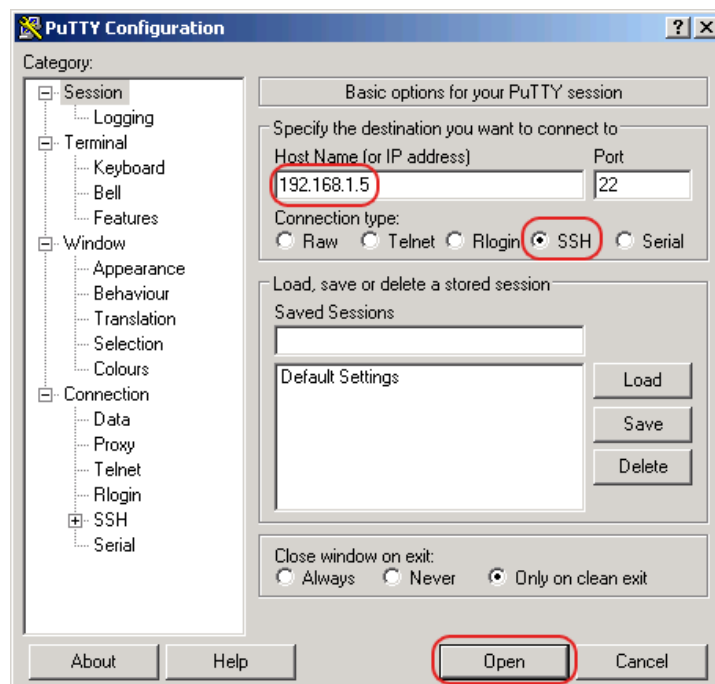 PuTTY Configuration
Category:
Session
Logging
Terminal
Keyboard
Bell
Features
Window
Appearance
Behaviour
Translation
Selection
Colours
Connection
Data
Proxy
Telnet
Rlogin
SSH
Serial
Basic options for your PuTTY session
Specify the destination you want to connect to
Host Name (or IP address) Port
192.168.1.5 22
Connection type:
Raw Telnet Rlogin SSH Serial
Load, save or delete a stored session
Saved Sessions
Default Settings
Load
Save
Delete
Close window on exit:
Always Never Only on clean exit
About Help Open Cancel